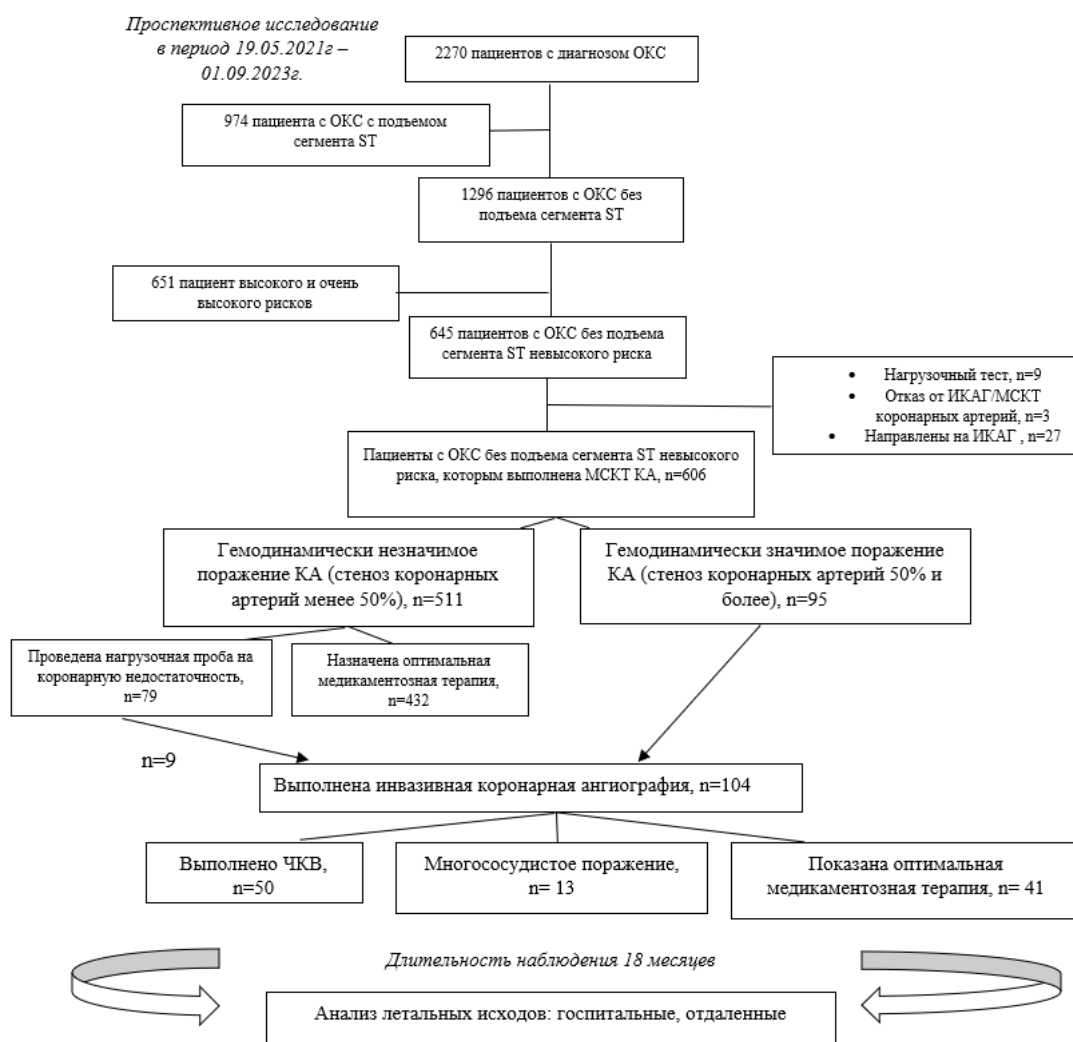 Проспективное исследование
в период 19.05.2021г –
01.09.2023г.
2270 пациентов с диагнозом ОКС
974 пациента с ОКС с подъемом
сегмента ST
1296 пациентов с ОКС без
подъема сегмента ST
651 пациент высокого и очень
высокого рисков
645 пациентов с ОКС без подъема
сегмента ST невысокого риска
• Нагрузочный тест, n=9
• Отказ от ИКАГ/МСКТ
коронарных артерий, n=3
• Направлены на ИКАГ , n=27
Пациенты с ОКС без подъема сегмента ST невысокого
риска, которым выполнена МСКТ КА, n=606
Гемодинамически незначимое
поражение КА (стеноз коронарных
артерий менее 50%), n=511
Гемодинамически значимое поражение
КА (стеноз коронарных артерий 50% и
более), n=95
Проведена нагрузочная проба на
коронарную недостаточность,
n=79
Назначена оптимальная
медикаментозная терапия,
n=432
n=9
Выполнена инвазивная коронарная ангиография, n=104
Выполнено ЧКВ,
n=50
Многососудистое поражение,
n= 13
Показана оптимальная
медикаментозная терапия, n= 41
Длительность наблюдения 18 месяцев
Анализ летальных исходов: госпитальные, отдаленные